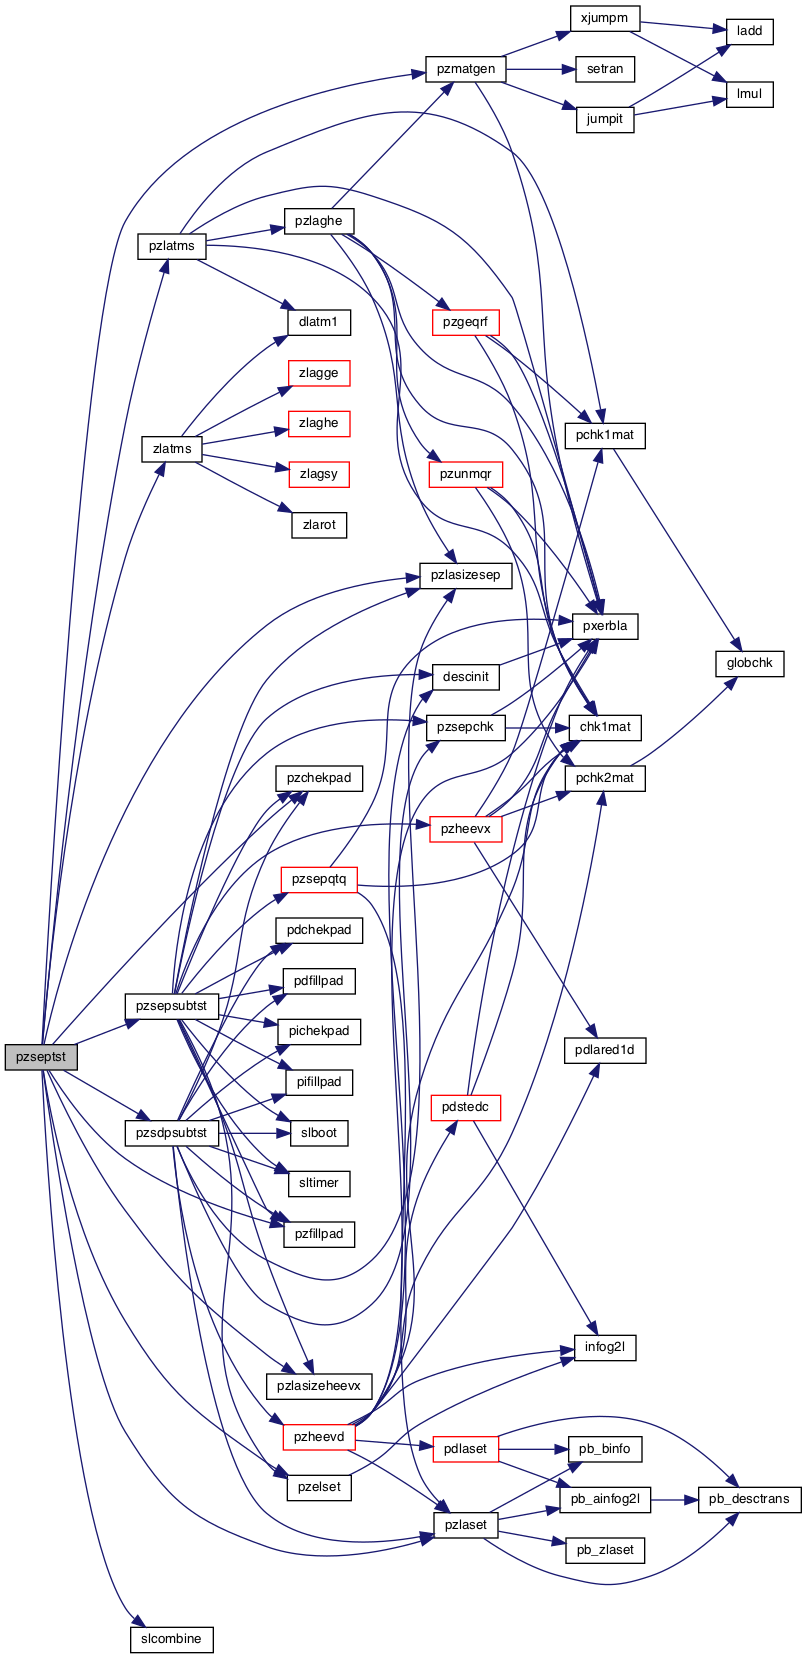 xjumpm
ladd
pzmatgen
setran
lmul
jumpit
pzlaghe
pzlatms
dlatm1
pzgeqrf
zlagge
zlaghe
pchk1mat
zlatms
zlagsy
pzunmqr
zlarot
pzlasizesep
pxerbla
globchk
descinit
pzsepchk
chk1mat
pzchekpad
pchk2mat
pzheevx
pzsepqtq
pdchekpad
pdfillpad
pzsepsubtst
pichekpad
pdlared1d
pzseptst
pifillpad
pdstedc
pzsdpsubtst
slboot
sltimer
pzfillpad
infog2l
pzlasizeheevx
pzheevd
pdlaset
pb_binfo
pzelset
pb_ainfog2l
pb_desctrans
pzlaset
pb_zlaset
slcombine